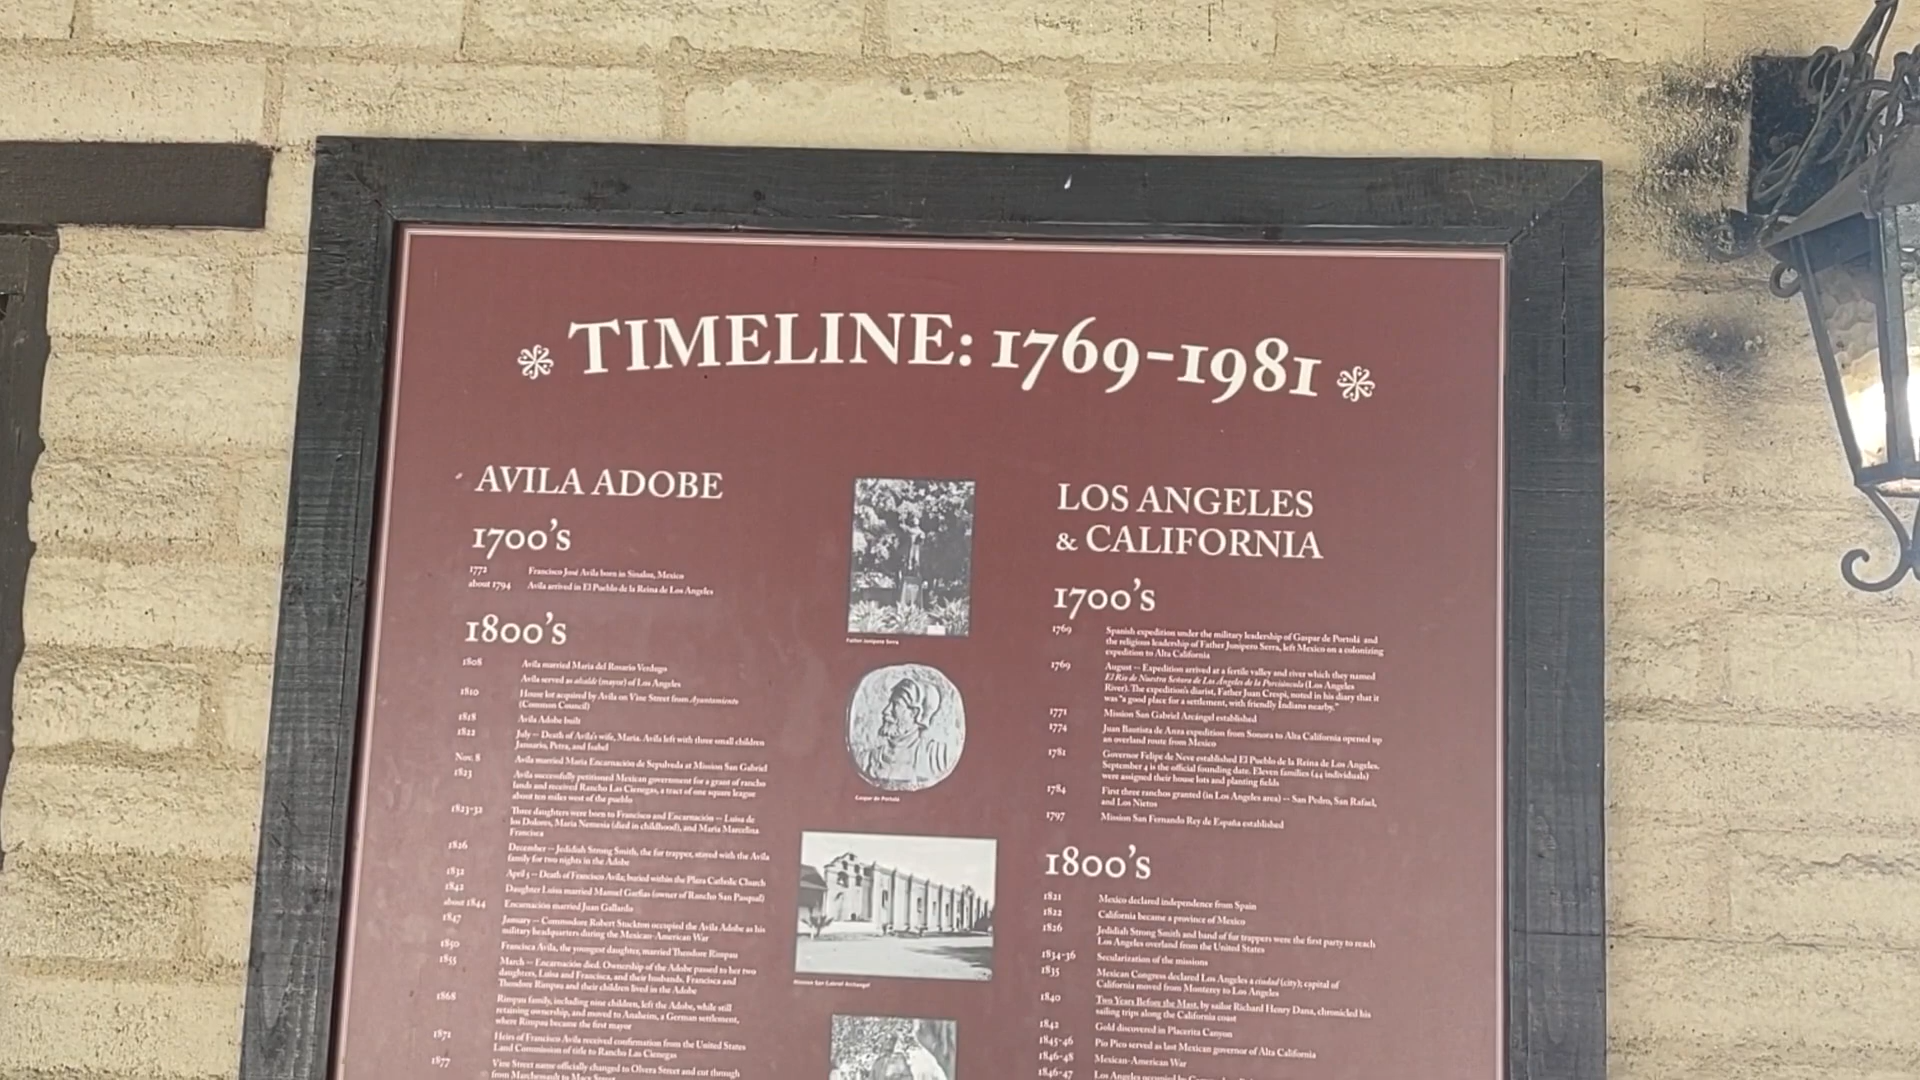 TIMELINE: 1769-1981
AVILA ADOBE
1700's
1772 Francisco José Avila born in Sinaloa, Mexico
about 1794 Avila arrived in El Pueblo de la Reina de Los Angeles
1800's
1808 Avila married Maria del Rosario Verdugo
Avila served as alcalde (mayor) of Los Angeles
1810 House lot acquired by Avila on Vine Street from Ayuntamiento
(Common Council)
1818 Avila Adobe built
1822 July — Death of Avila's wife, Maria. Avila left with three small children
Januario, Petra, and Isabel
Nov. 8 Avila married Maria Encarnación de Sepulveda at Mission San Gabriel
1823 Avila successfully petitioned Mexican government for a grant of rancho
lands and received Rancho Las Cienegas, a tract of one square league
about ten miles west of the pueblo
1823-32 Three daughters were born to Francisco and Encarnación — Luisa de
los Dolores, Maria Nemesia (died in childhood), and Maria Marcelina
Francisca
1826 December — Jedidiah Strong Smith, the fur trapper, stayed with the Avila
family for two nights in the Adobe
1832 April 5 — Death of Francisco Avila; buried within the Plaza Catholic Church
1842 Daughter Luisa married Manuel Garfias (owner of Rancho San Pasqual)
about 1844 Encarnación married Juan Gallardo
1847 January — Commodore Robert Stockton occupied the Avila Adobe as his
military headquarters during the Mexican-American War
1850 Francisca Avila, the youngest daughter, married Theodore Rimpau
1855 March — Encarnación died. Ownership of the Adobe passed to her two
daughters, Luisa and Francisca, and their husbands. Francisca and
Theodore Rimpau and their children lived in the Adobe
1868 Rimpau family, including nine children, left the Adobe, while still
retaining ownership, and moved to Anaheim, a German settlement,
where Rimpau became the first mayor
1871 Heirs of Francisco Avila received confirmation from the United States
Land Commission of title to Rancho Las Cienegas
1877 Vine Street name officially changed to Olvera Street and cut through
from Marchessault to Macy Street
Father Junipero Serra
Gaspar de Portolá
Mission San Gabriel Archangel
LOS ANGELES
& CALIFORNIA
1700's
1769 Spanish expedition under the military leadership of Gaspar de Portolá and
the religious leadership of Father Junipero Serra, left Mexico on a colonizing
expedition to Alta California
1769 August — Expedition arrived at a fertile valley and river which they named
El Rio de Nuestra Señora de Los Angeles de la Porciúncula (Los Angeles
River). The expedition's diarist, Father Juan Crespi, noted in his diary that it
was "a good place for a settlement, with friendly Indians nearby."
1771 Mission San Gabriel Arcángel established
1774 Juan Bautista de Anza expedition from Sonora to Alta California opened up
an overland route from Mexico
1781 Governor Felipe de Neve established El Pueblo de la Reina de Los Angeles.
September 4 is the official founding date. Eleven families (44 individuals)
were assigned their house lots and planting fields
1784 First three ranchos granted (in Los Angeles area) — San Pedro, San Rafael,
and Los Nietos
1797 Mission San Fernando Rey de España established
1800's
1821 Mexico declared independence from Spain
1822 California became a province of Mexico
1826 Jedidiah Strong Smith and band of fur trappers were the first party to reach
Los Angeles overland from the United States
1834-36 Secularization of the missions
1835 Mexican Congress declared Los Angeles a ciudad (city); capital of
California moved from Monterey to Los Angeles
1840 Two Years Before the Mast, by sailor Richard Henry Dana, chronicled his
sailing trips along the California coast
1842 Gold discovered in Placerita Canyon
1845-46 Pio Pico served as last Mexican governor of Alta California
1846-48 Mexican-American War
1846-47 Los Angeles occupied by